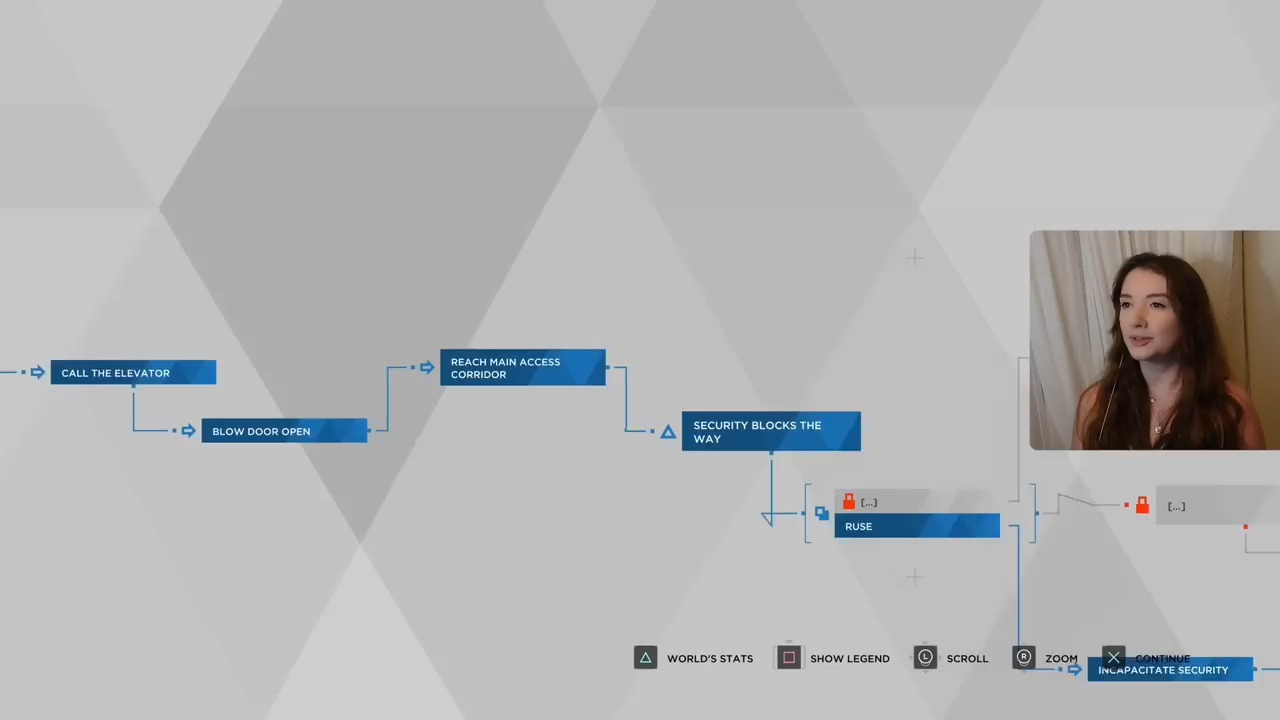 CALL THE ELEVATOR
BLOW DOOR OPEN
REACH MAIN ACCESS
CORRIDOR
SECURITY BLOCKS THE
WAY
[...]
RUSE
[...]
WORLD'S STATS
SHOW LEGEND
L
SCROLL
R
ZOOM
CONTINUE
INCAPACITATE SECURITY